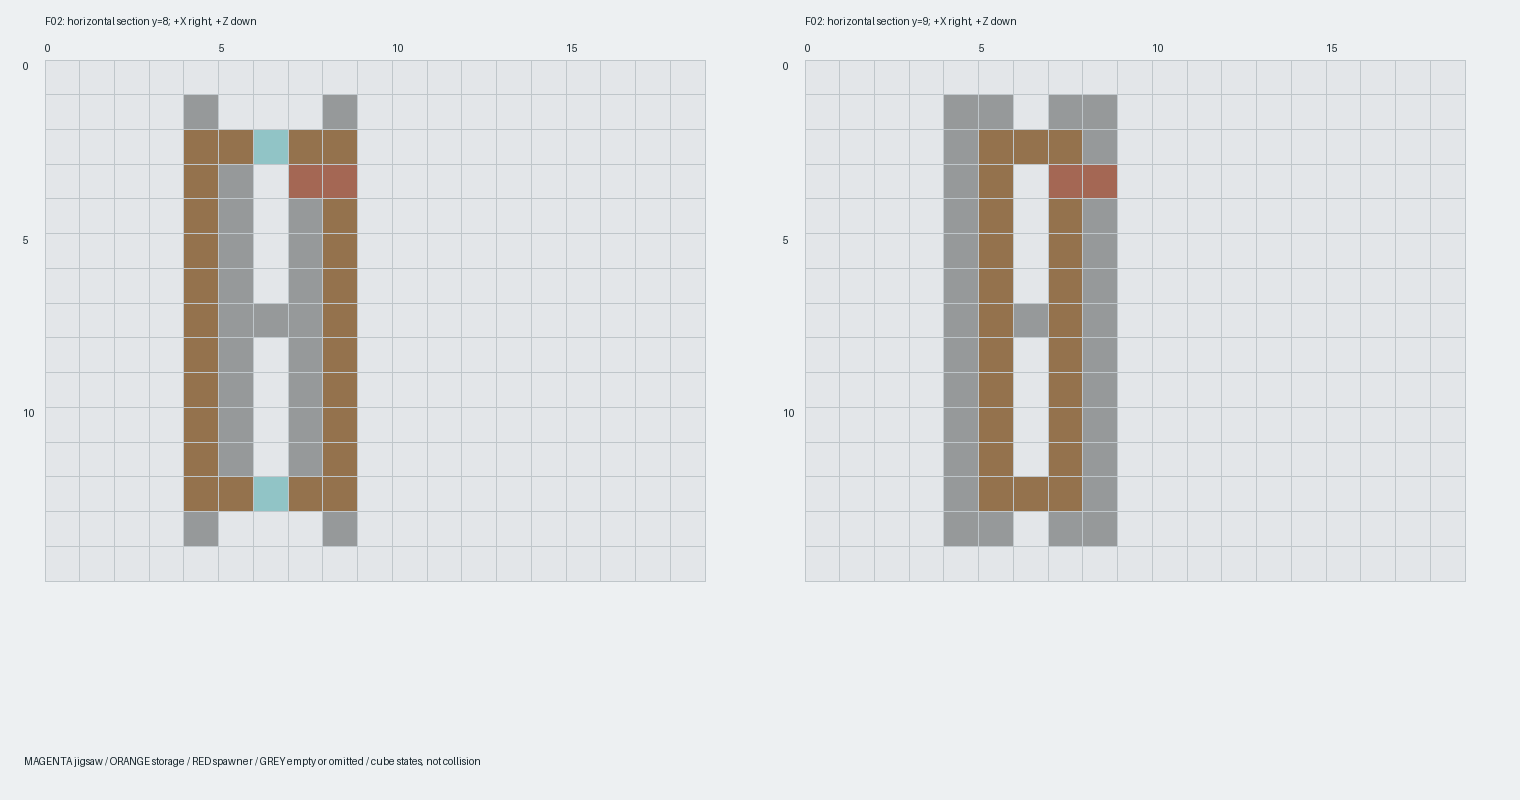 F02: horizontal section y=8; +X right, +Z down
F02: horizontal section y=9; +X right, +Z down
0 5 10 15
0 5 10 15
0
0
5
5
10
10
MAGENTA jigsaw / ORANGE storage / RED spawner / GREY empty or omitted / cube states, not collision